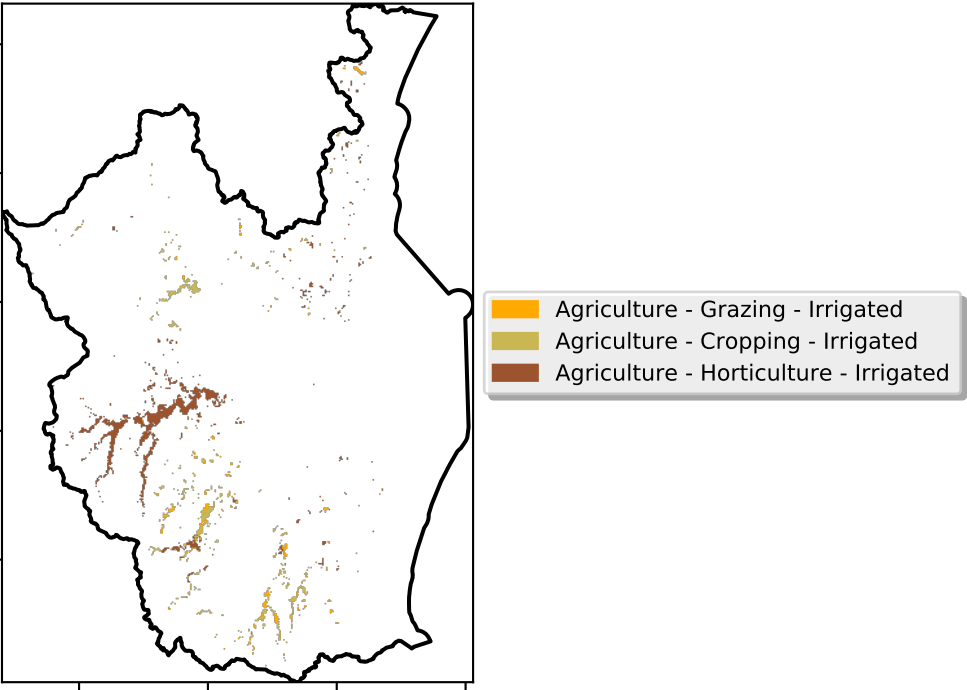 Agriculture - Grazing - Irrigated
Agriculture - Cropping - Irrigated
Agriculture - Horticulture - Irrigated